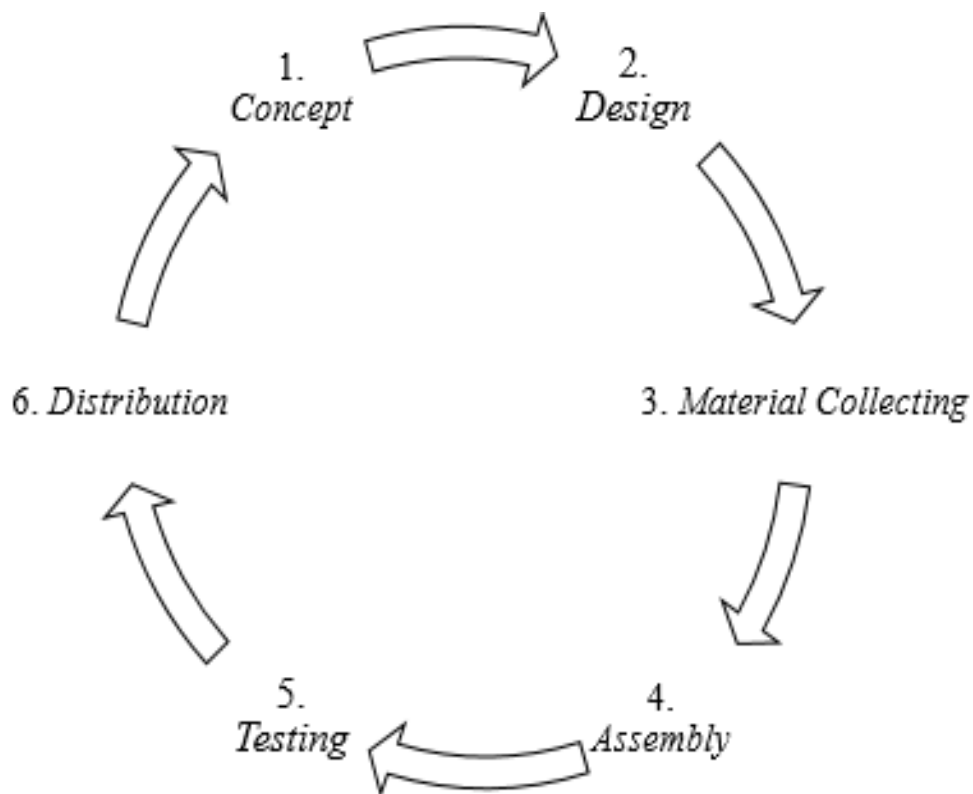 1.
Concept
2.
Design
3. Material Collecting
4.
Assembly
5.
Testing
6. Distribution